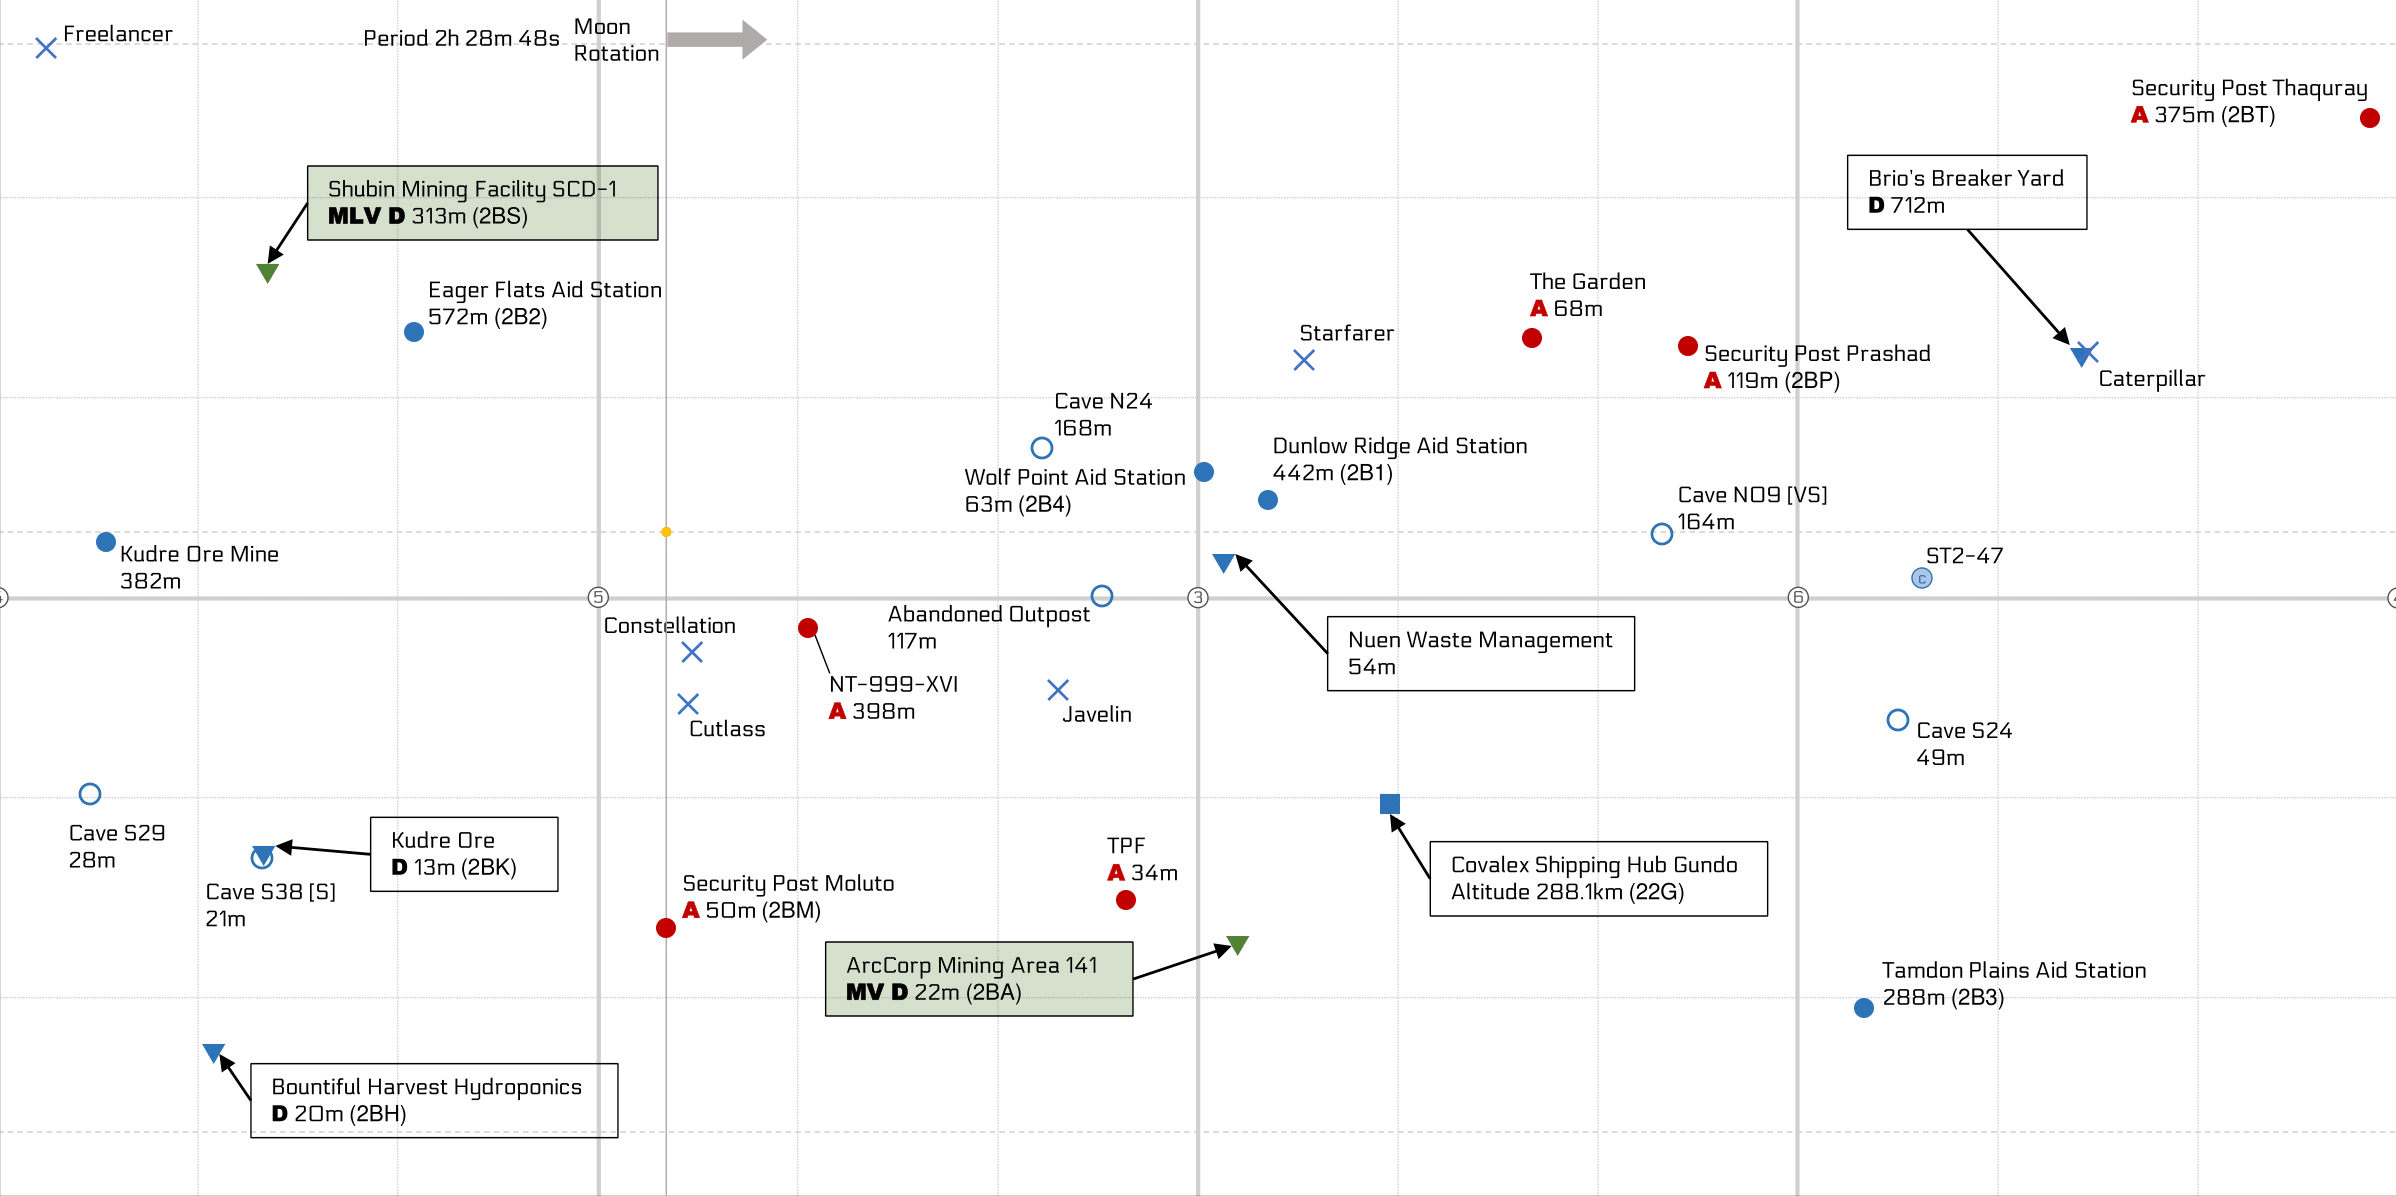 Freelancer
Period 2h 28m 48s
Moon
Rotation
Security Post Thaquray
A 375m (2BT)
Shubin Mining Facility SCD-1
MLV D 313m (2BS)
Brio's Breaker Yard
D 712m
Eager Flats Aid Station
572m (2B2)
The Garden
A 68m
Starfarer
Security Post Prashad
A 119m (2BP)
Caterpillar
Cave N24
168m
Wolf Point Aid Station
63m (2B4)
Dunlow Ridge Aid Station
442m (2B1)
Cave N09 [VS]
164m
Kudre Ore Mine
382m
ST2-47
C
5
3
6
Constellation
Abandoned Outpost
117m
Nuen Waste Management
54m
NT-999-XVI
A 398m
Cutlass
Javelin
Cave S24
49m
Cave S29
28m
Kudre Ore
D 13m (2BK)
Cave S38 [S]
21m
TPF
A 34m
Covalex Shipping Hub Gundo
Altitude 288.1km (22G)
Security Post Moluto
A 50m (2BM)
ArcCorp Mining Area 141
MV D 22m (2BA)
Tamdon Plains Aid Station
288m (2B3)
Bountiful Harvest Hydroponics
D 20m (2BH)